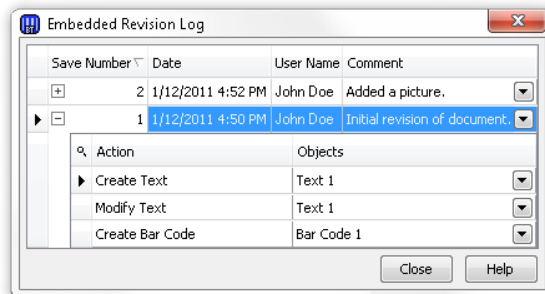 BT Embedded Revision Log
Save Number Date User Name Comment
2 1/12/2011 4:52 PM John Doe Added a picture.
1 1/12/2011 4:50 PM John Doe Initial revision of document.
Action Objects
Create Text Text 1
Modify Text Text 1
Create Bar Code Bar Code 1
Close Help